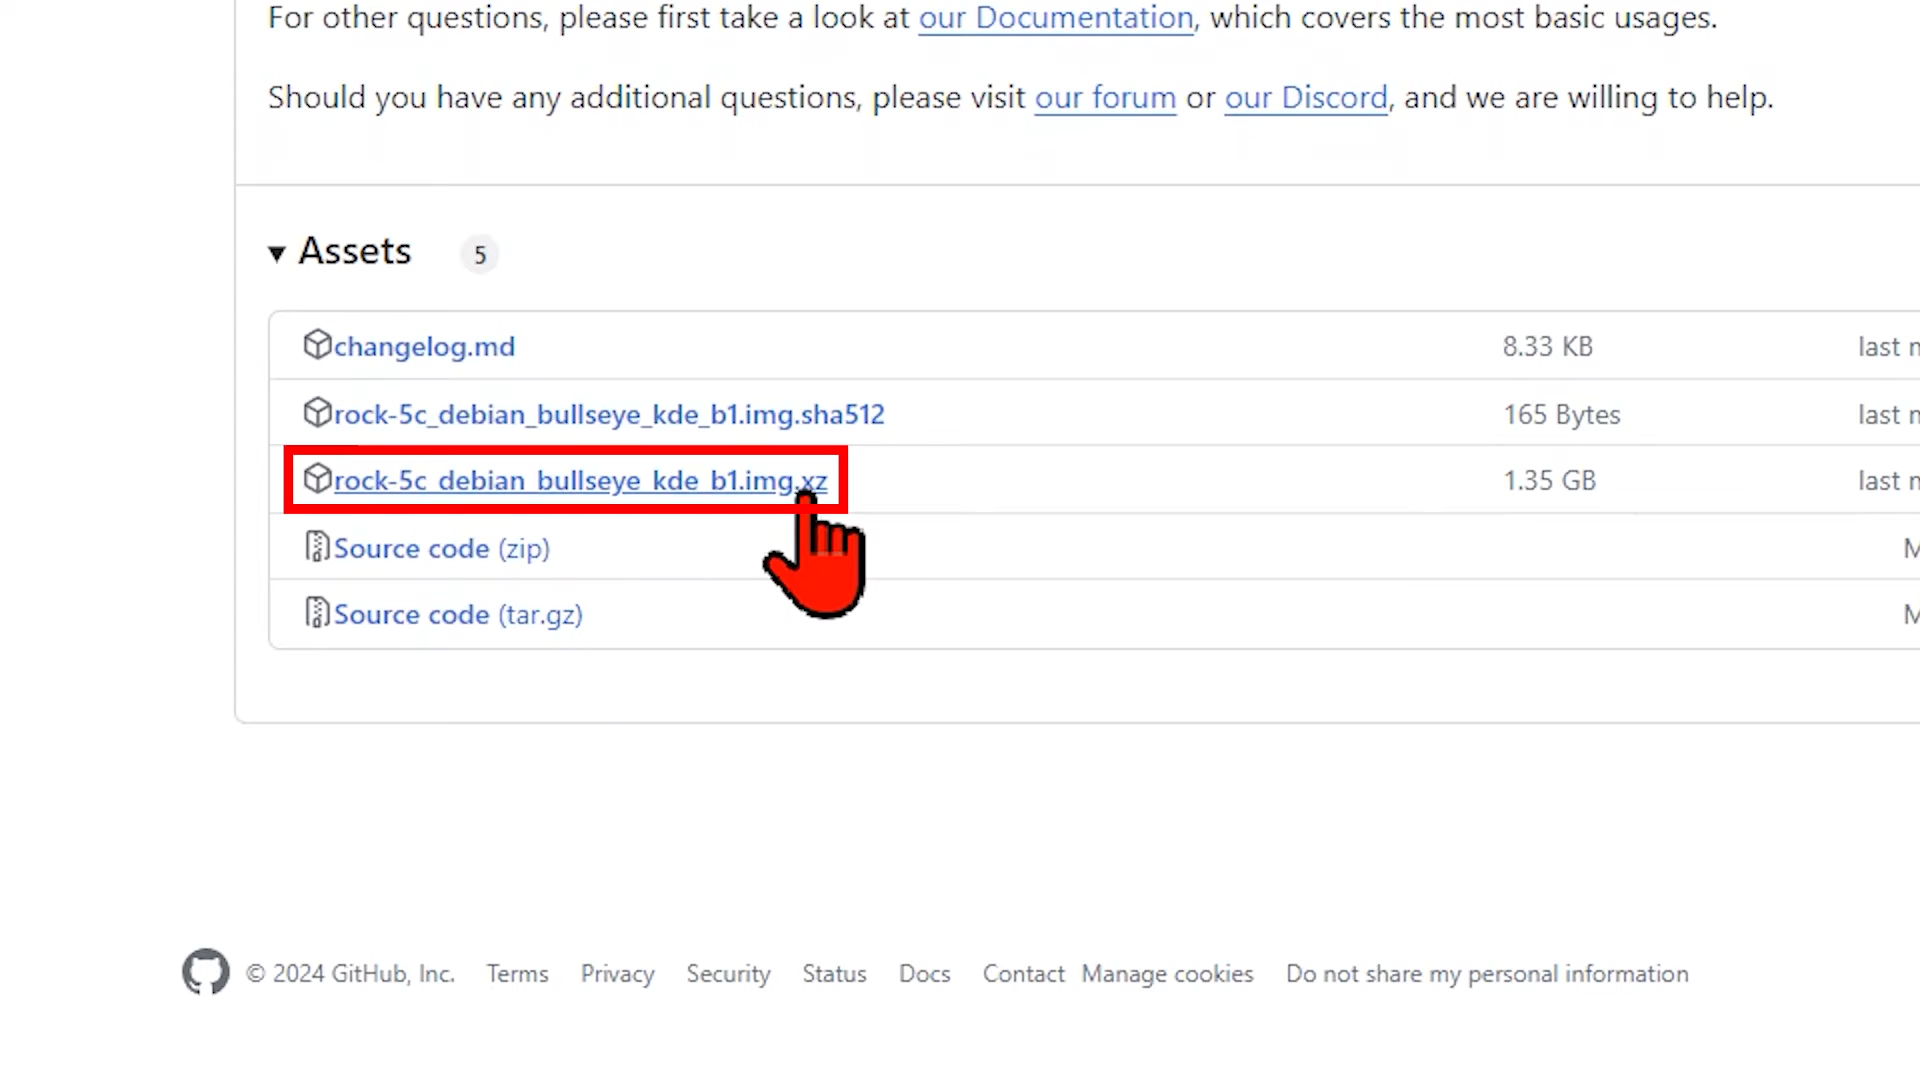 For other questions, please first take a look at our Documentation, which covers the most basic usages.
Should you have any additional questions, please visit our forum or our Discord, and we are willing to help.
Assets 5
changelog.md 8.33 KB last
rock-5c_debian_bullseye_kde_b1.img.sha512 165 Bytes last
rock-5c_debian_bullseye_kde_b1.img.xz 1.35 GB last
Source code (zip)
Source code (tar.gz)
© 2024 GitHub, Inc. Terms Privacy Security Status Docs Contact Manage cookies Do not share my personal information